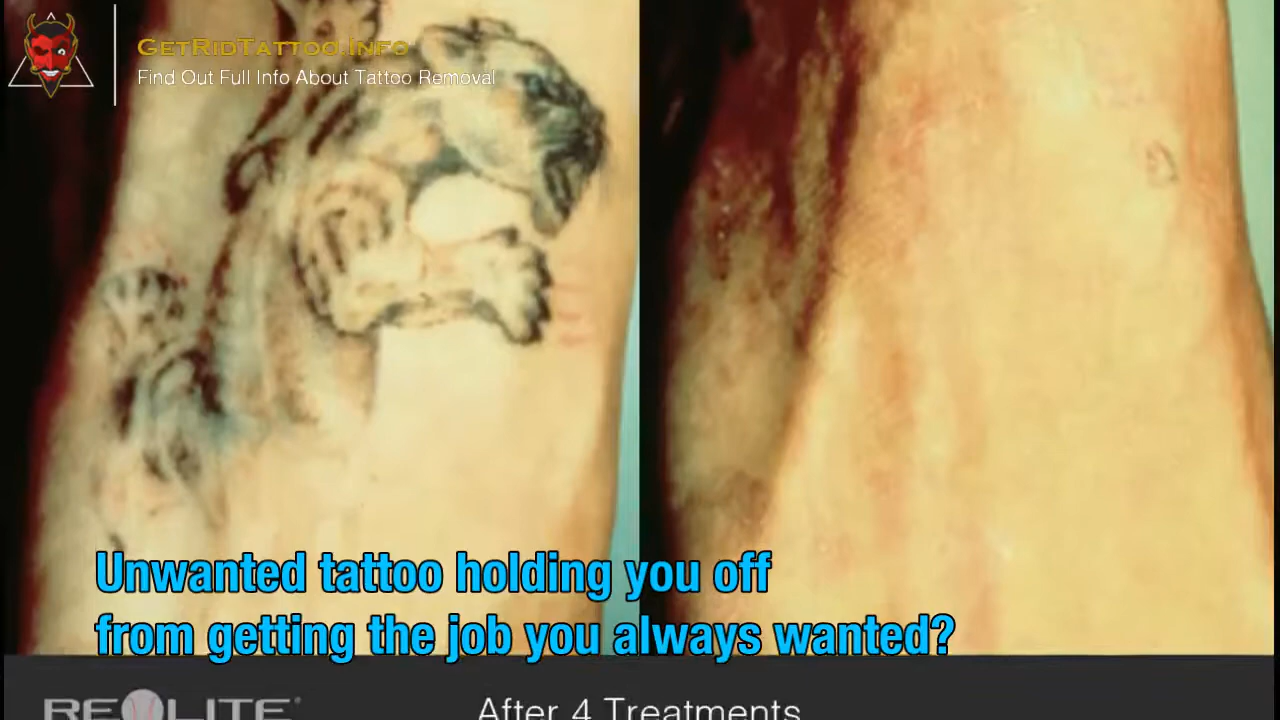 GetRidTattoo.Info
Find Out Full Info About Tattoo Removal
Unwanted tattoo holding you off
from getting the job you always wanted?
REVLITE
After 4 Treatments